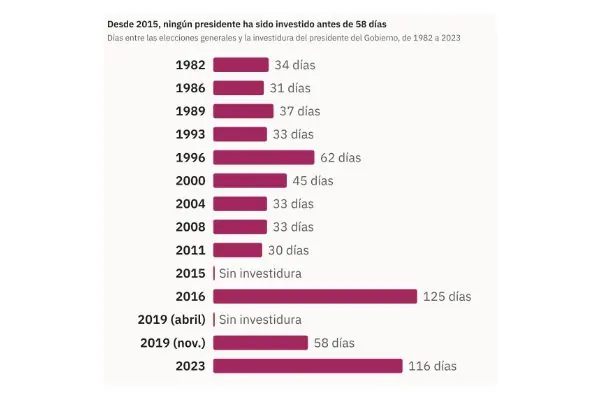 Desde 2015, ningún presidente ha sido investido antes de 58 días
Días entre las elecciones generales y la investidura del presidente del Gobierno, de 1982 a 2023
1982 34 días
1986 31 días
1989 37 días
1993 33 días
1996 62 días
2000 45 días
2004 33 días
2008 33 días
2011 30 días
2015 Sin investidura
2016 125 días
2019 (abril) Sin investidura
2019 (nov.) 58 días
2023 116 días